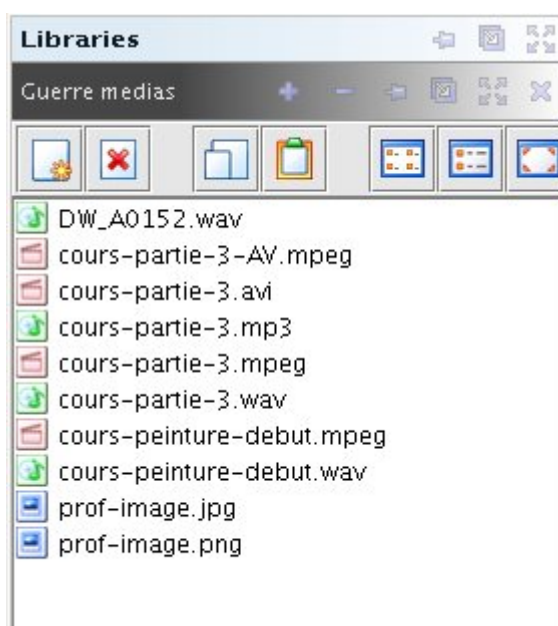 Libraries
Guerre medias
DW_A0152.wav
cours-partie-3-AV.mpeg
cours-partie-3.avi
cours-partie-3.mp3
cours-partie-3.mpeg
cours-partie-3.wav
cours-peinture-debut.mpeg
cours-peinture-debut.wav
prof-image.jpg
prof-image.png